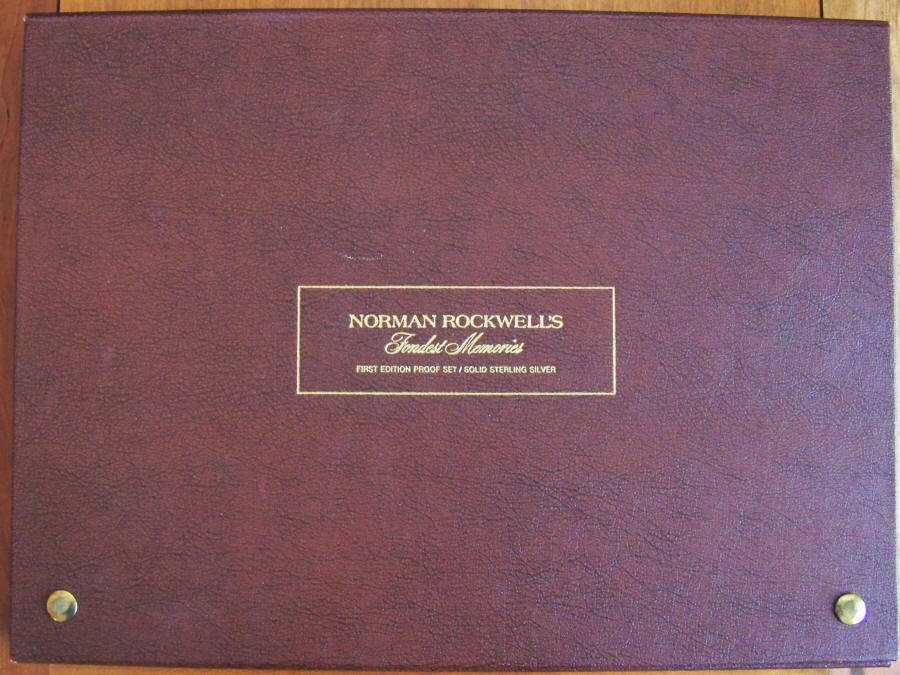 NORMAN ROCKWELL'S
Fondest Memories
FIRST EDITION PROOF SET / SOLID STERLING SILVER